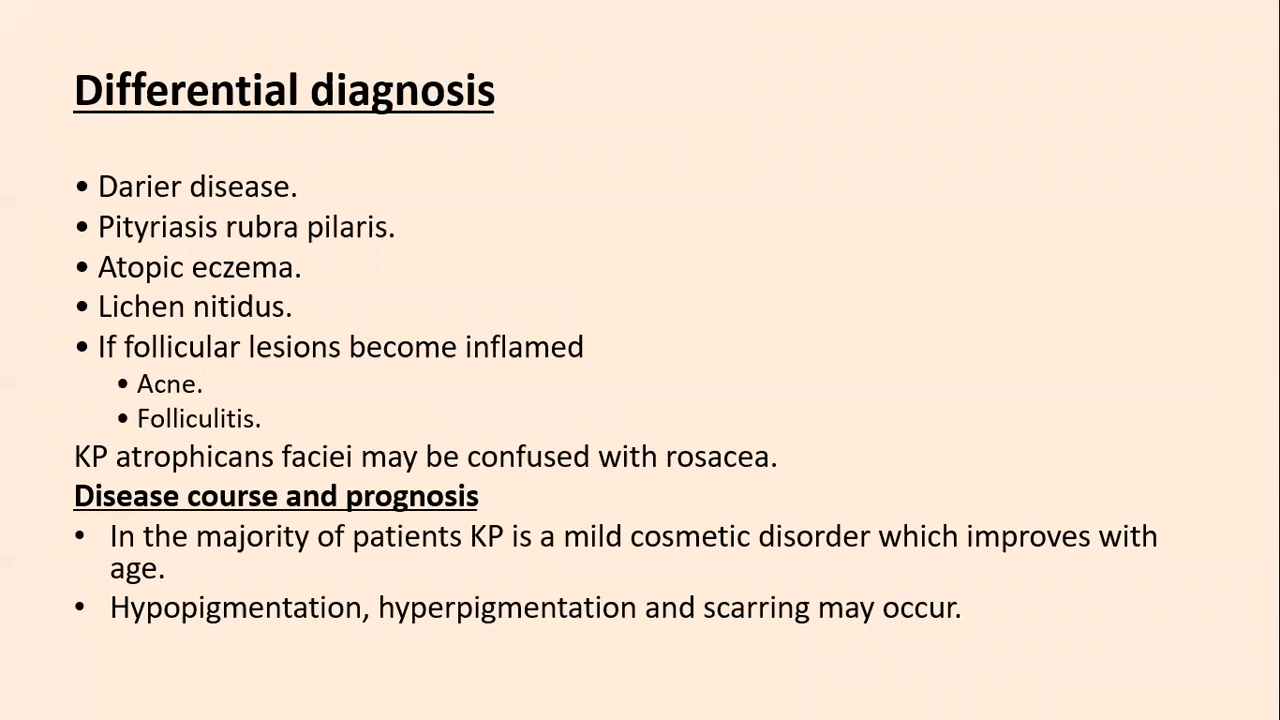 Differential diagnosis
• Darier disease.
• Pityriasis rubra pilaris.
• Atopic eczema.
• Lichen nitidus.
• If follicular lesions become inflamed
• Acne.
• Folliculitis.
KP atrophicans faciei may be confused with rosacea.
Disease course and prognosis
• In the majority of patients KP is a mild cosmetic disorder which improves with
age.
• Hypopigmentation, hyperpigmentation and scarring may occur.